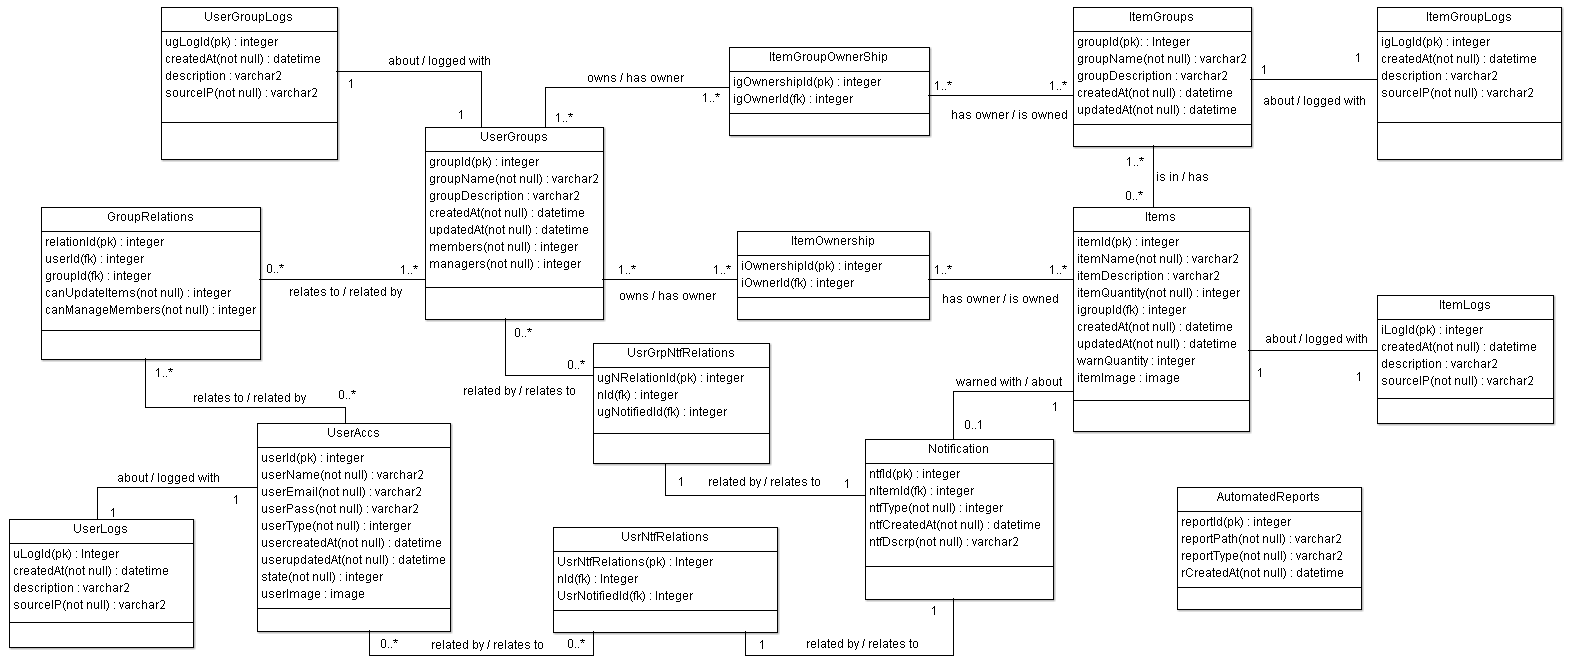 UserGroupLogs
ugLogId(pk) : integer
createdAt(not null) : datetime
description : varchar2
sourceIP(not null) : varchar2
about / logged with
1
1
UserGroups
groupId(pk) : integer
groupName(not null) : varchar2
groupDescription : varchar2
createdAt(not null) : datetime
updatedAt(not null) : datetime
members(not null) : integer
managers(not null) : integer
owns / has owner
1..*
1..*
ItemGroupOwnerShip
igOwnershipId(pk) : integer
igOwnerId(fk) : integer
1..*
1..*
has owner / is owned
ItemGroups
groupId(pk): : Integer
groupName(not null) : varchar2
groupDescription : varchar2
createdAt(not null) : datetime
updatedAt(not null) : datetime
1
1
about / logged with
ItemGroupLogs
igLogId(pk) : integer
createdAt(not null) : datetime
description : varchar2
sourceIP(not null) : varchar2
1..*
is in / has
0..*
GroupRelations
relationId(pk) : integer
userId(fk) : integer
groupId(fk) : integer
canUpdateItems(not null) : integer
canManageMembers(not null) : integer
0..*
1..*
relates to / related by
ItemOwnership
iOwnershipId(pk) : integer
iOwnerId(fk) : integer
1..*
1..*
owns / has owner
1..*
1..*
has owner / is owned
Items
itemId(pk) : integer
itemName(not null) : varchar2
itemDescription : varchar2
itemQuantity(not null) : integer
igroupId(fk) : integer
createdAt(not null) : datetime
updatedAt(not null) : datetime
warnQuantity : integer
itemImage : image
about / logged with
1
1
ItemLogs
iLogId(pk) : integer
createdAt(not null) : datetime
description : varchar2
sourceIP(not null) : varchar2
0..*
0..*
related by / relates to
UsrGrpNtfRelations
ugNRelationId(pk) : integer
nId(fk) : integer
ugNotifiedId(fk) : integer
warned with / about
1
0..1
1..*
relates to / related by
0..*
UserAccs
userId(pk) : integer
userName(not null) : varchar2
userEmail(not null) : varchar2
userPass(not null) : varchar2
userType(not null) : interger
usercreatedAt(not null) : datetime
userupdatedAt(not null) : datetime
state(not null) : integer
userImage : image
1
related by / relates to
1
Notification
ntfId(pk) : integer
nItemId(fk) : integer
ntfType(not null) : integer
ntfCreatedAt(not null) : datetime
ntfDscrp(not null) : varchar2
about / logged with
1
1
UserLogs
uLogId(pk) : Integer
createdAt(not null) : datetime
description : varchar2
sourceIP(not null) : varchar2
UsrNtfRelations
UsrNtfRelations(pk) : Integer
nId(fk) : Integer
UsrNotifiedId(fk) : Integer
AutomatedReports
reportId(pk) : integer
reportPath(not null) : varchar2
reportType(not null) : varchar2
rCreatedAt(not null) : datetime
0..*
related by / relates to
0..*
1
related by / relates to
1